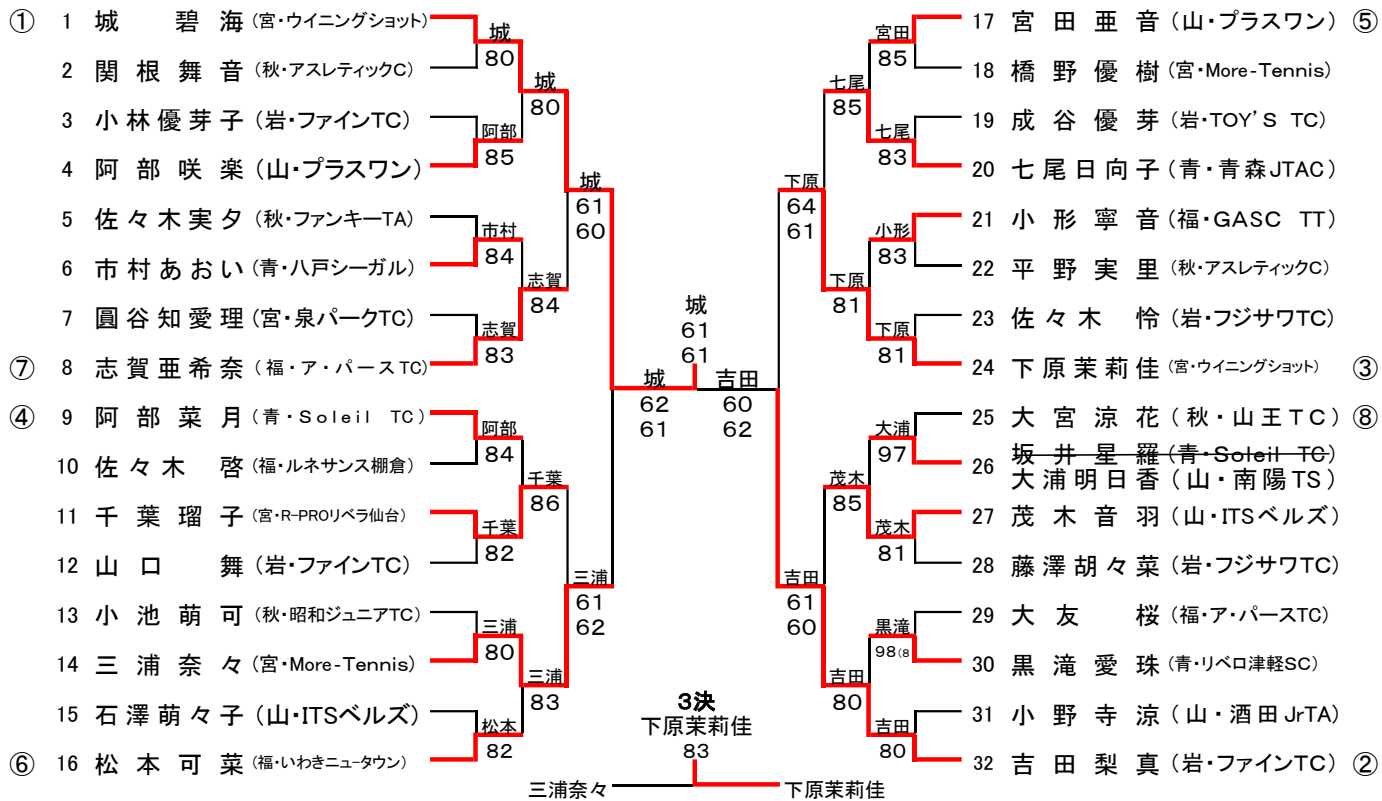 ① 1 城 碧 海 (宮・ウイニングショット)
2 関根舞音 (秋・アスレティックC)
3 小林優芽子 (岩・ファインTC)
4 阿部咲楽 (山・プラスワン)
5 佐々木実夕 (秋・ファンキーTA)
6 市村あおい (青・八戸シーガル)
7 圓谷知愛理 (宮・泉パークTC)
⑦ 8 志賀亜希奈 (福・ア・パースTC)
④ 9 阿部菜月 (青・Soleil TC)
10 佐々木 啓 (福・ルネサンス棚倉)
11 千葉瑠子 (宮・R-PROリベラ仙台)
12 山口 舞 (岩・ファインTC)
13 小池萌可 (秋・昭和ジュニアTC)
14 三浦奈々 (宮・More-Tennis)
15 石澤萌々子 (山・ITSベルズ)
⑥ 16 松本可菜 (福・いわきニュータウン)
城
80
阿部
85
市村
84
志賀
83
阿部
84
千葉
82
三浦
80
松本
82
城
80
志賀
84
千葉
86
三浦
83
城
61
60
三浦
61
62
城
62
61
城
61
61
吉田
60
62
3決
下原茉莉佳
83
三浦奈々
下原茉莉佳
下原
64
61
吉田
61
60
七尾
85
下原
81
茂木
85
吉田
80
宮田
85
七尾
83
小形
83
下原
81
大浦
97
茂木
81
黒滝
98(8
吉田
80
17 宮田亜音 (山・プラスワン) ⑤
18 橋野優樹 (宮・More-Tennis)
19 成谷優芽 (岩・TOY'S TC)
20 七尾日向子 (青・青森JTAC)
21 小形寧音 (福・GASC TT)
22 平野実里 (秋・アスレティックC)
23 佐々木 怜 (岩・フジサワTC)
24 下原茉莉佳 (宮・ウイニングショット) ③
25 大宮涼花 (秋・山王TC) ⑧
坂井星羅 (青・Soleil TC)
26 大浦明日香 (山・南陽TS)
27 茂木音羽 (山・ITSベルズ)
28 藤澤胡々菜 (岩・フジサワTC)
29 大友 桜 (福・ア・パースTC)
30 黒滝愛珠 (青・リベロ津軽SC)
31 小野寺涼 (山・酒田JrTA)
32 吉田梨真 (岩・ファインTC) ②